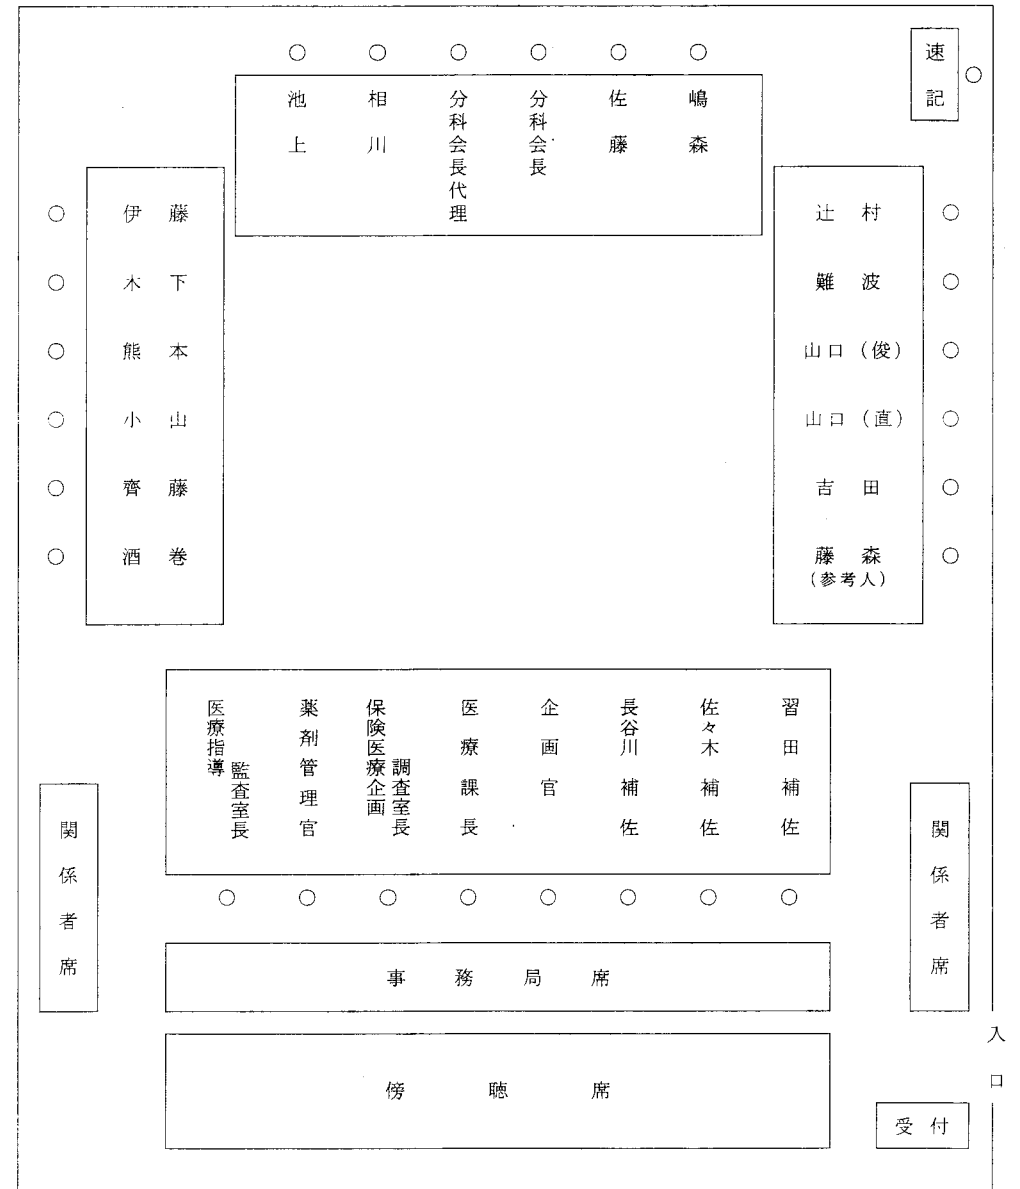 速記
池上
相川
分科会長代理
分科会長
佐藤
嶋森
伊藤
木下
熊本
小山
齊藤
酒巻
辻村
難波
山口(俊)
山口(直)
吉田
藤森
(参考人)
医療指導
監査室長
薬剤管理官
保険医療企画
調査室長
医療課長
企画官
長谷川補佐
佐々木補佐
習田補佐
関係者席
関係者席
事務局席
傍聴席
入口
受付